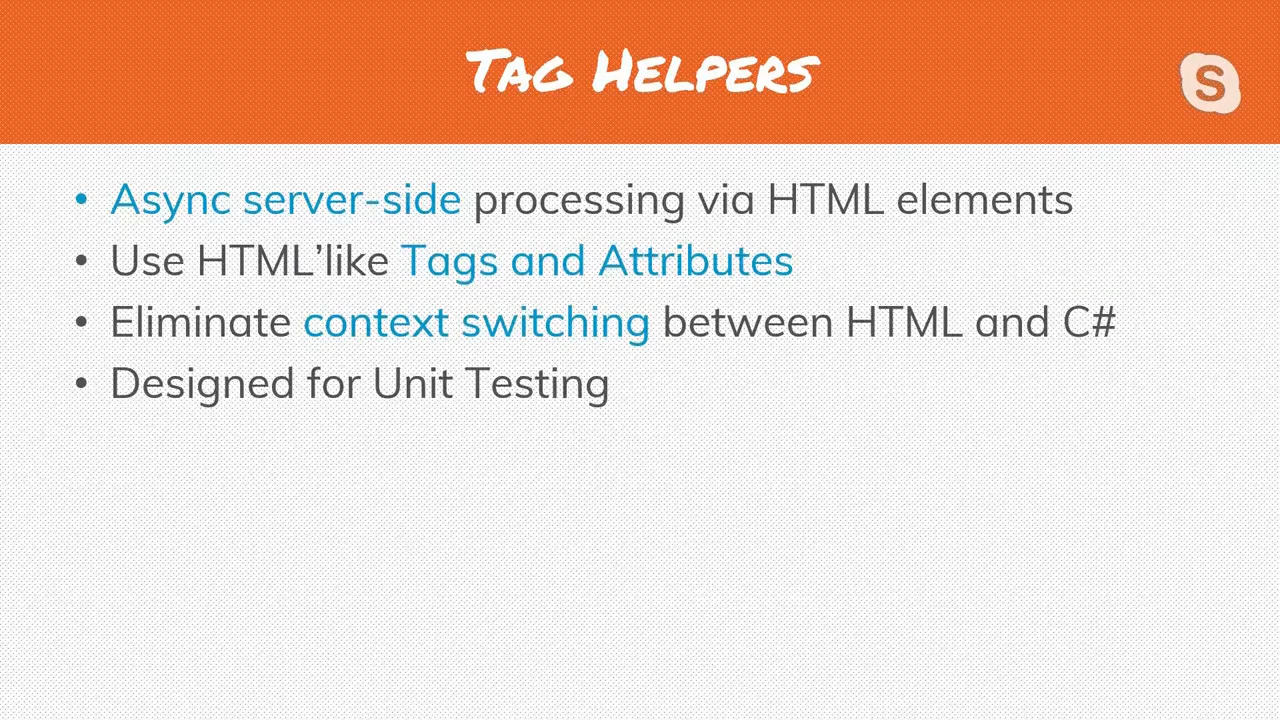 Tag Helpers
S
• Async server-side processing via HTML elements
• Use HTML’like Tags and Attributes
• Eliminate context switching between HTML and C#
• Designed for Unit Testing